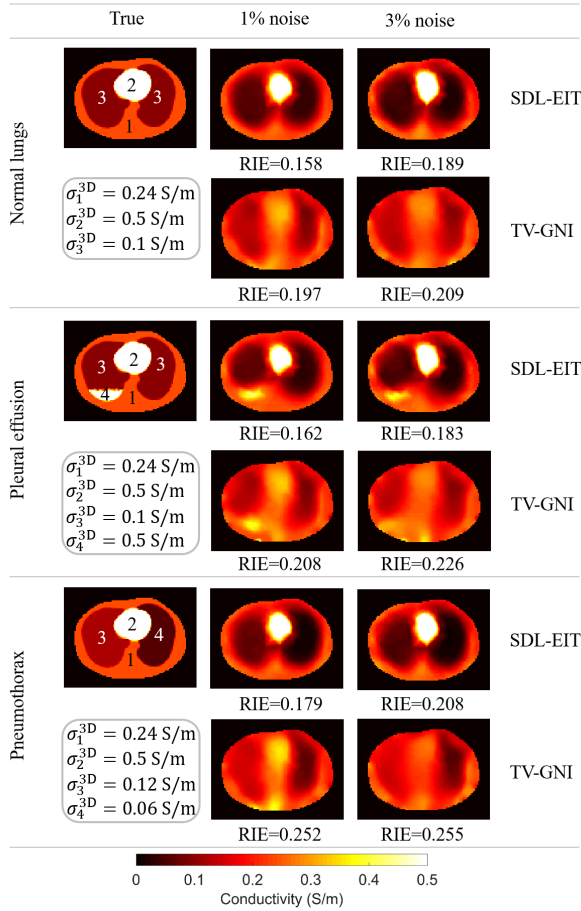 True 1% noise 3% noise
Normal lungs
2
3 3
1
SDL-EIT
RIE=0.158 RIE=0.189
σ₁³ᴰ = 0.24 S/m
σ₂³ᴰ = 0.5 S/m
σ₃³ᴰ = 0.1 S/m
TV-GNI
RIE=0.197 RIE=0.209
Pleural effusion
2
3 3
4 1
SDL-EIT
RIE=0.162 RIE=0.183
σ₁³ᴰ = 0.24 S/m
σ₂³ᴰ = 0.5 S/m
σ₃³ᴰ = 0.1 S/m
σ₄³ᴰ = 0.5 S/m
TV-GNI
RIE=0.208 RIE=0.226
Pneumothorax
2
3 4
1
SDL-EIT
RIE=0.179 RIE=0.208
σ₁³ᴰ = 0.24 S/m
σ₂³ᴰ = 0.5 S/m
σ₃³ᴰ = 0.12 S/m
σ₄³ᴰ = 0.06 S/m
TV-GNI
RIE=0.252 RIE=0.255
0 0.1 0.2 0.3 0.4 0.5
Conductivity (S/m)